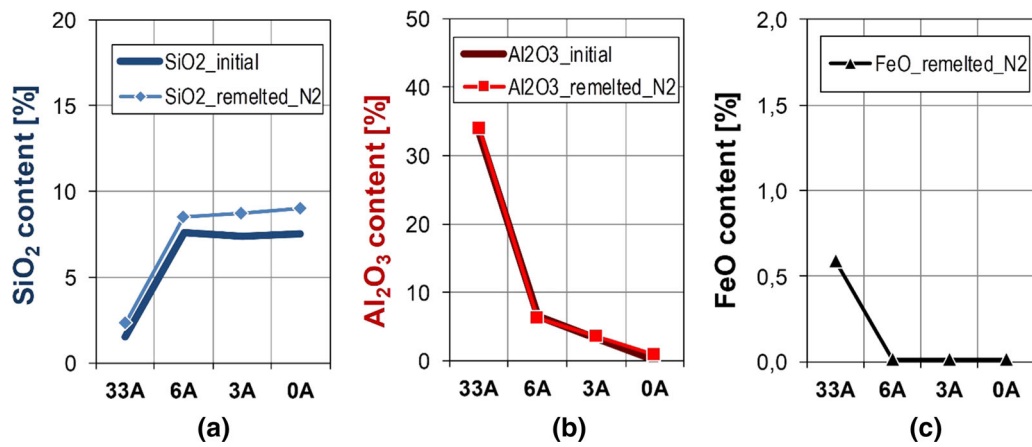 SiO2 content [%]
20
15
10
5
0
SiO2_initial
SiO2_remelted_N2
33A 6A 3A 0A
(a)
Al2O3 content [%]
50
40
30
20
10
0
Al2O3_initial
Al2O3_remelted_N2
33A 6A 3A 0A
(b)
FeO content [%]
2,0
1,5
1,0
0,5
0,0
FeO_remelted_N2
33A 6A 3A 0A
(c)